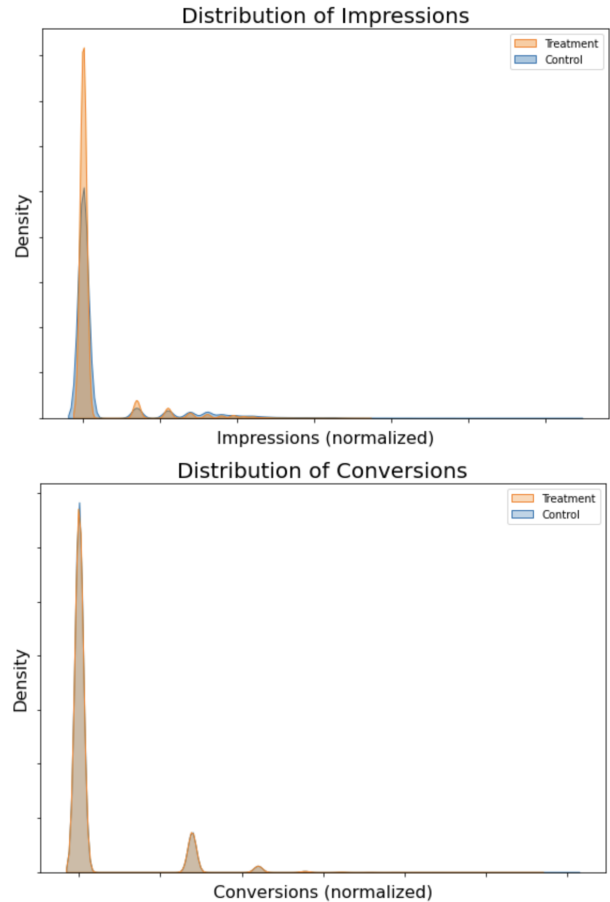 Distribution of Impressions
Treatment
Control
Density
Impressions (normalized)
Distribution of Conversions
Treatment
Control
Density
Conversions (normalized)